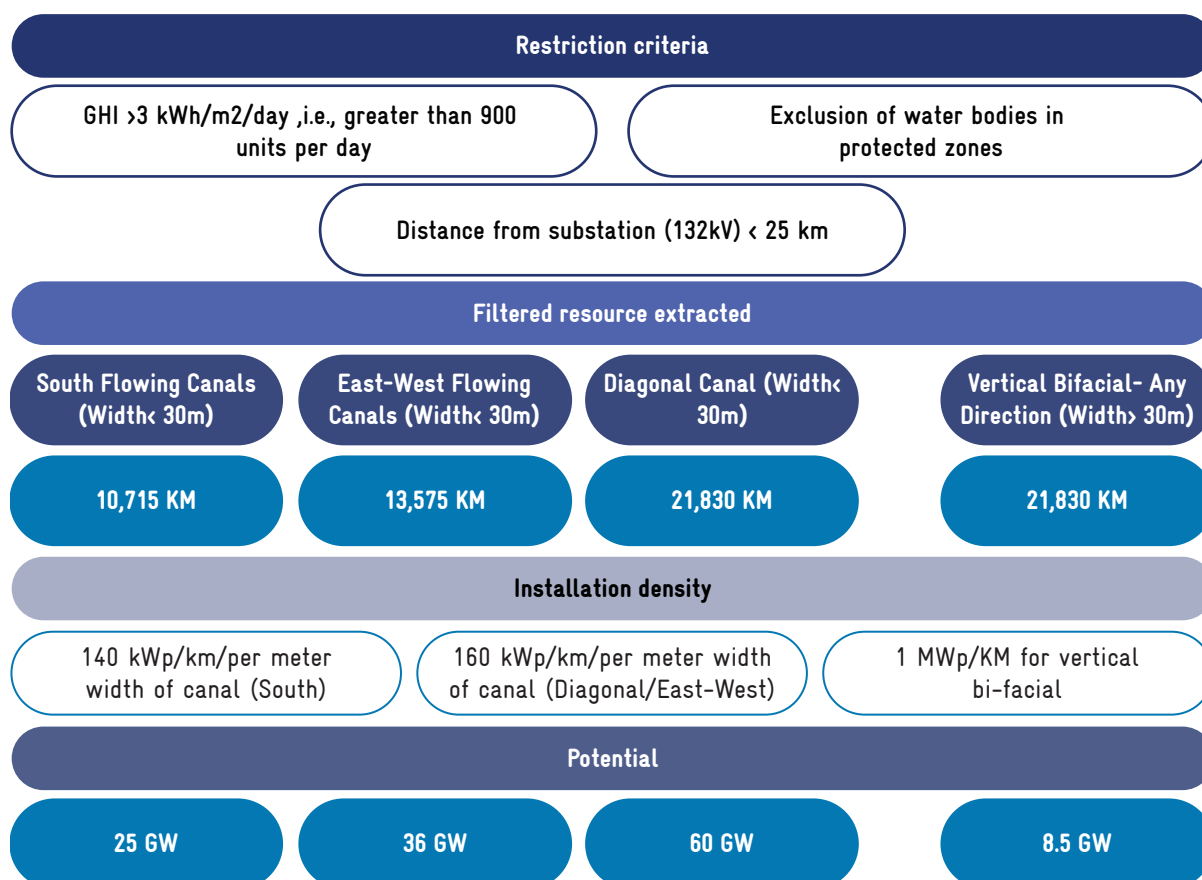 Restriction criteria
GHI >3 kWh/m2/day ,i.e., greater than 900
units per day
Exclusion of water bodies in
protected zones
Distance from substation (132kV) < 25 km
Filtered resource extracted
South Flowing Canals
(Width< 30m)
East-West Flowing
Canals (Width< 30m)
Diagonal Canal (Width<
30m)
Vertical Bifacial- Any
Direction (Width> 30m)
10,715 KM
13,575 KM
21,830 KM
21,830 KM
Installation density
140 kWp/km/per meter
width of canal (South)
160 kWp/km/per meter width
of canal (Diagonal/East-West)
1 MWp/KM for vertical
bi-facial
Potential
25 GW
36 GW
60 GW
8.5 GW